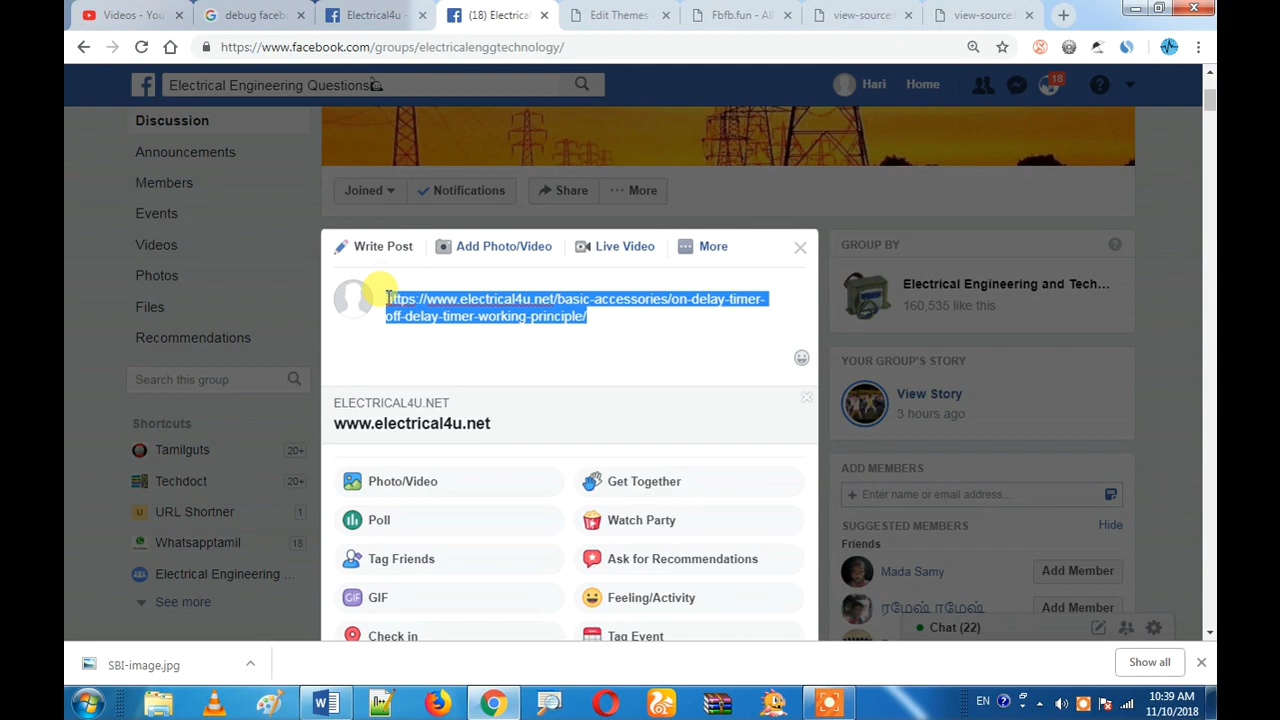 Videos - You
debug faceb
Electrical4u -
(18) Electrica
Edit Themes
Fbfb.fun - A
view-source
view-source
https://www.facebook.com/groups/electricalenggtechnology/
Electrical Engineering Questions
Hari
Home
18
Discussion
Announcements
Members
Events
Videos
Photos
Files
Recommendations
Search this group
Shortcuts
Tamilguts 20+
Techdoct 20+
URL Shortner 1
Whatsapptamil 18
Electrical Engineering ...
See more
Joined
Notifications
Share
More
Write Post
Add Photo/Video
Live Video
More
https://www.electrical4u.net/basic-accessories/on-delay-timer-
off-delay-timer-working-principle/
ELECTRICAL4U.NET
www.electrical4u.net
Photo/Video
Get Together
Poll
Watch Party
Tag Friends
Ask for Recommendations
GIF
Feeling/Activity
Check in
Tag Event
GROUP BY
Electrical Engineering and Tech...
160,535 like this
YOUR GROUP'S STORY
View Story
3 hours ago
ADD MEMBERS
Enter name or email address...
SUGGESTED MEMBERS
Hide
Friends
Mada Samy
Add Member
ரமேஷ் ரமேஷ்
Add Member
Chat (22)
SBI-image.jpg
Show all
EN
10:39 AM
11/10/2018